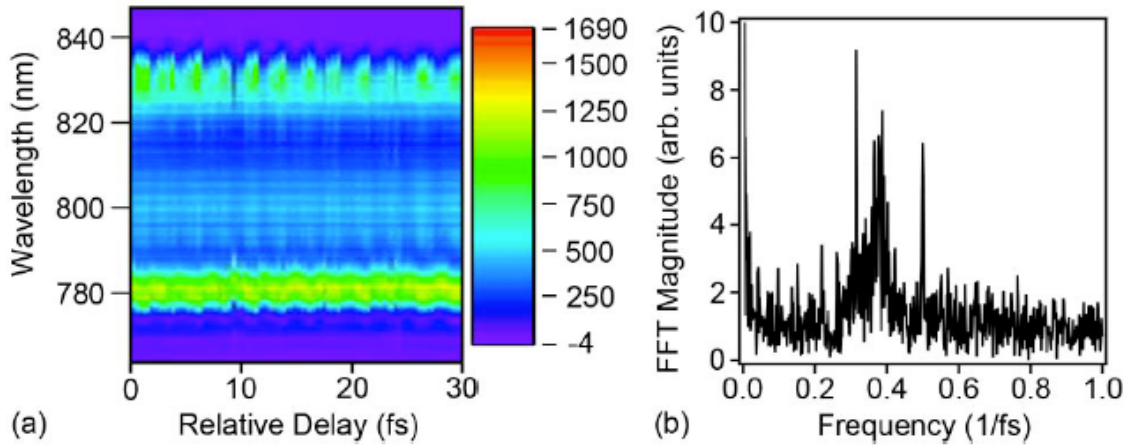 840
820
800
780
Wavelength (nm)
0 10 20 30
Relative Delay (fs)
(a)
1690
1500
1250
1000
750
500
250
-4
10
8
6
4
2
0
FFT Magnitude (arb. units)
0.0 0.2 0.4 0.6 0.8 1.0
Frequency (1/fs)
(b)